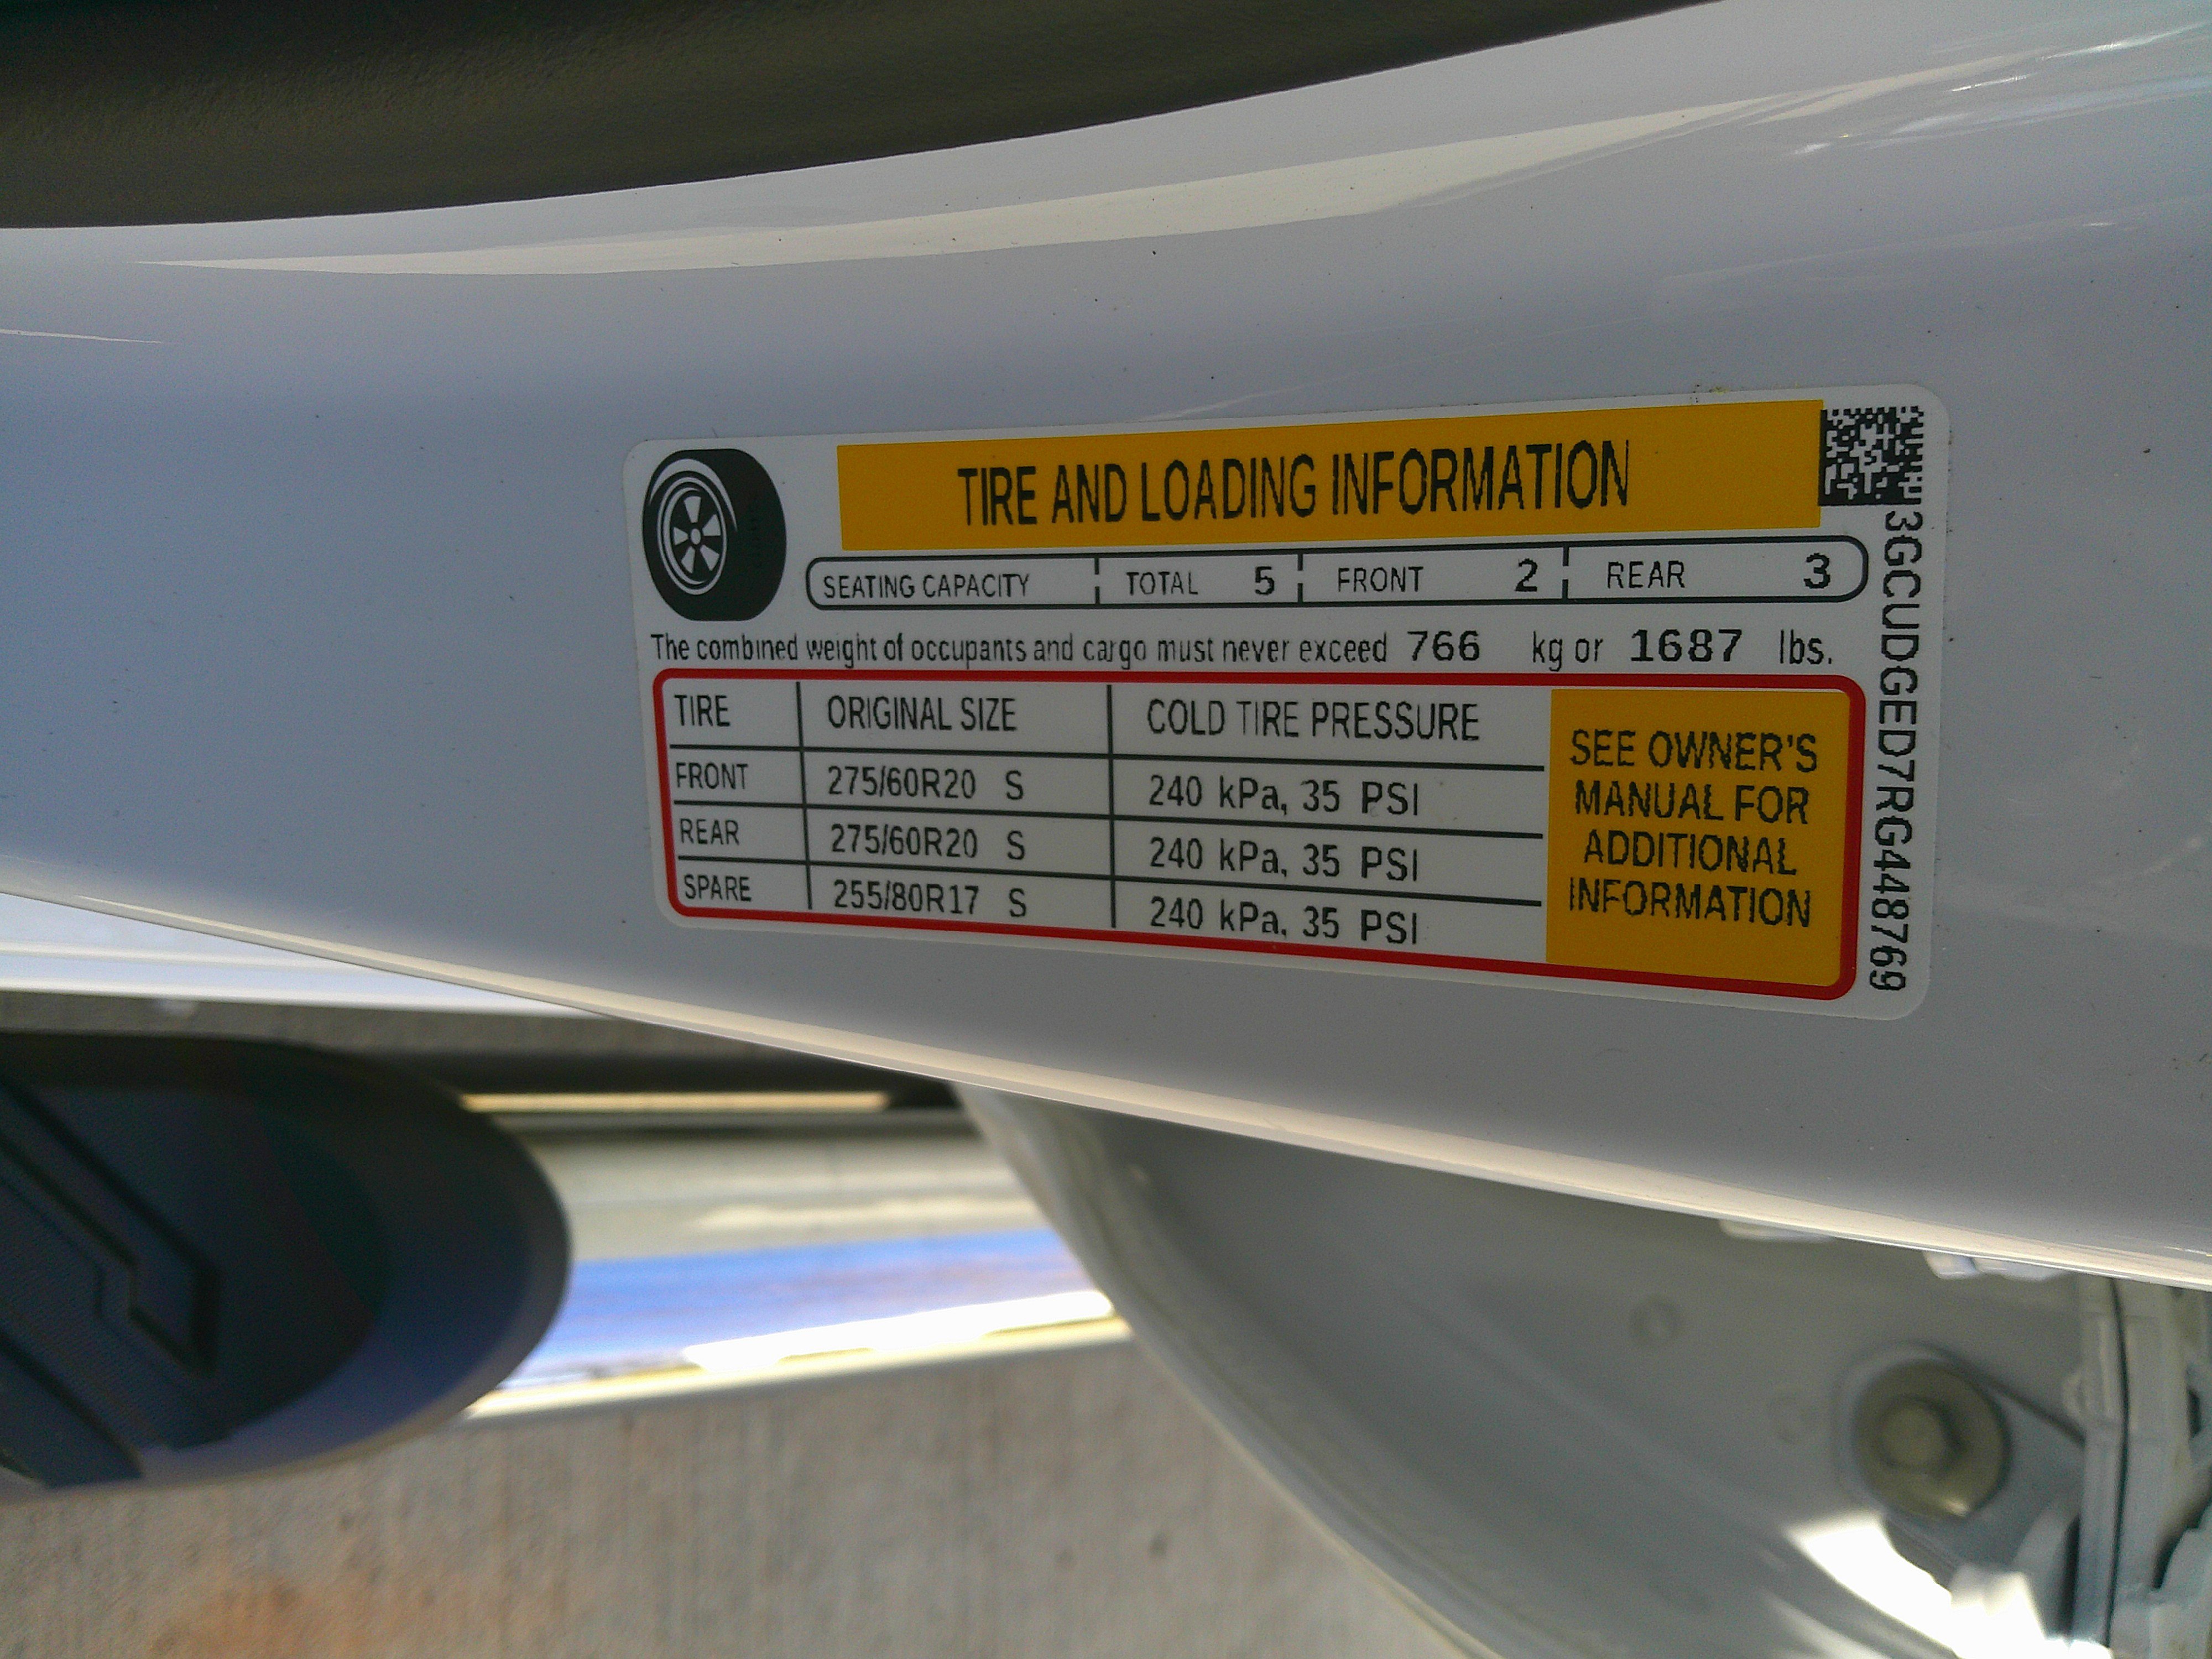 TIRE AND LOADING INFORMATION
SEATING CAPACITY TOTAL 5 FRONT 2 REAR 3
The combined weight of occupants and cargo must never exceed 766 kg or 1687 lbs.
TIRE ORIGINAL SIZE COLD TIRE PRESSURE
FRONT 275/60R20 S 240 kPa, 35 PSI
REAR 275/60R20 S 240 kPa, 35 PSI
SPARE 255/80R17 S 240 kPa, 35 PSI
SEE OWNER'S
MANUAL FOR
ADDITIONAL
INFORMATION
3GCUDGED7RG448769